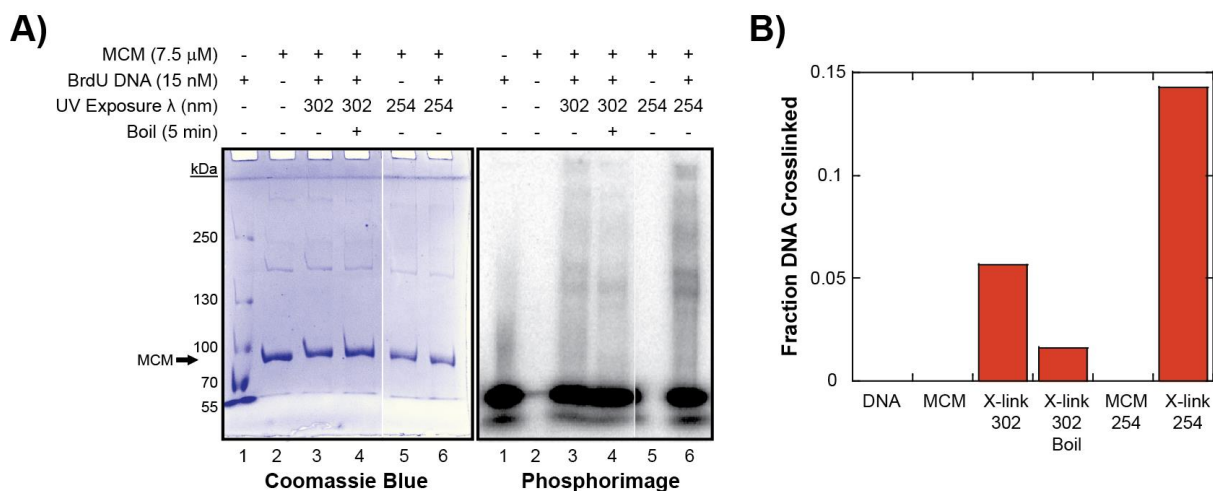 A)
MCM (7.5 μM) - + + + + + - + + + + +
BrdU DNA (15 nM) + - + + - + + - + + - +
UV Exposure λ (nm) - - 302 302 254 254 - - 302 302 254 254
Boil (5 min) - - - + - - - - - + - -
kDa
250
130
100
MCM
70
55
1 2 3 4 5 6 1 2 3 4 5 6
Coomassie Blue Phosphorimage
B)
Fraction DNA Crosslinked
0.15
0.1
0.05
0
DNA MCM X-link X-link MCM X-link
302 302 254 254
Boil